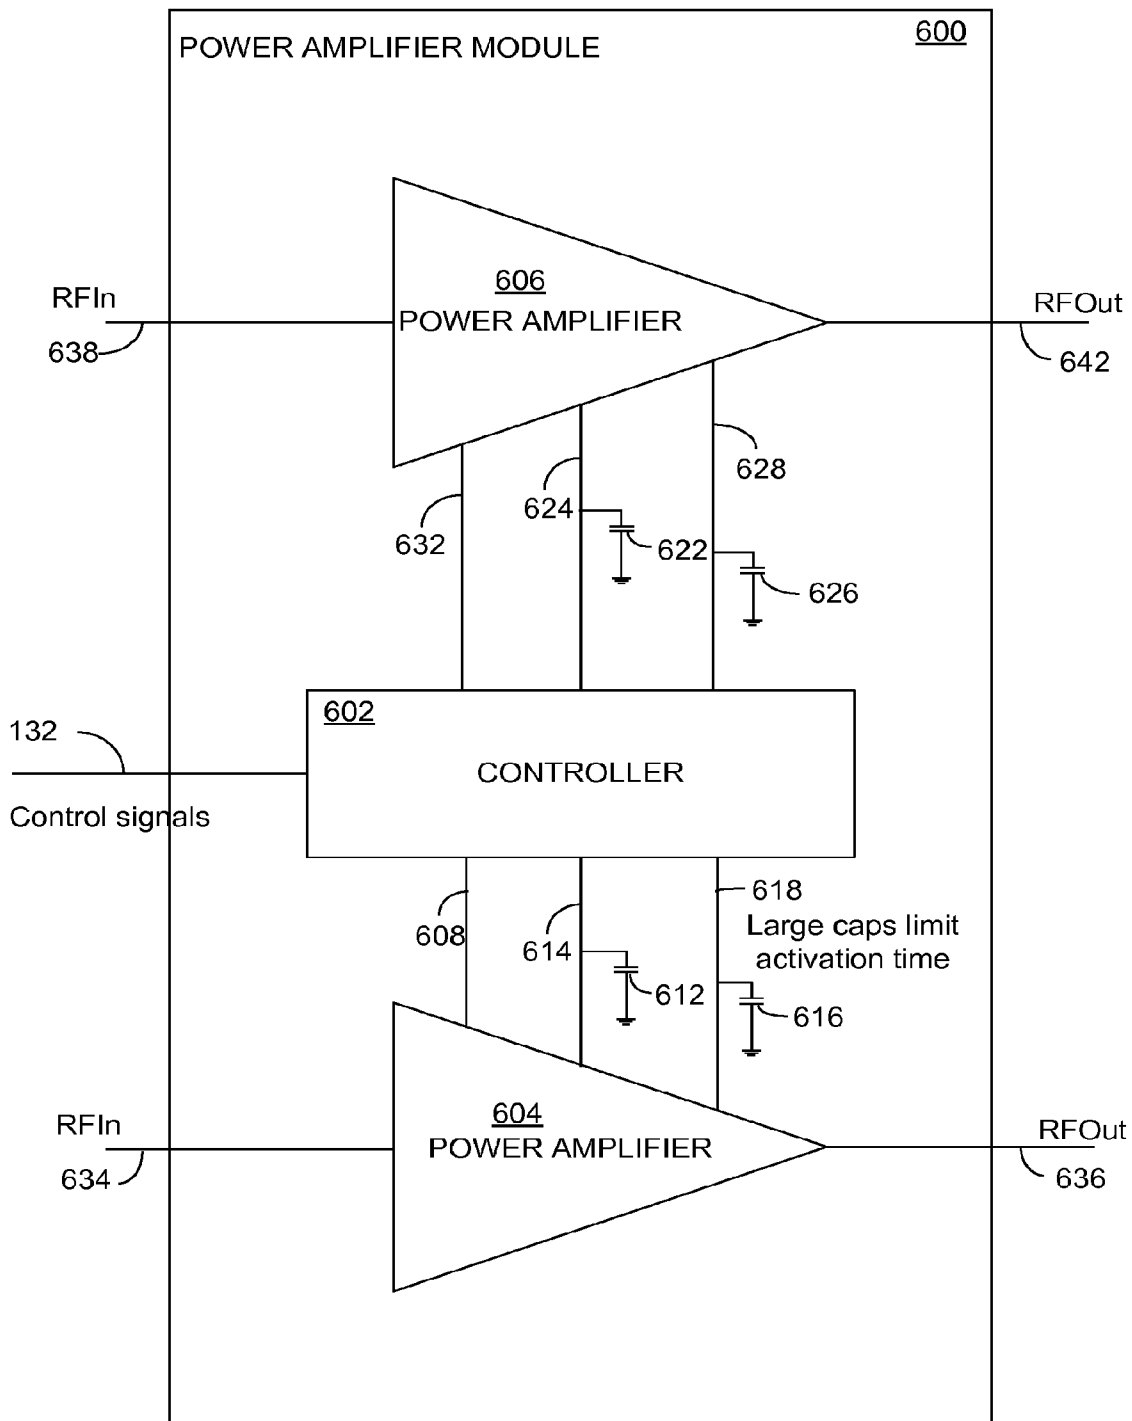 POWER AMPLIFIER MODULE
600
606
POWER AMPLIFIER
RFIn
638
RFOut
642
632
624
622
628
626
602
CONTROLLER
132
Control signals
608
614
612
618
Large caps limit
activation time
616
604
POWER AMPLIFIER
RFIn
634
RFOut
636